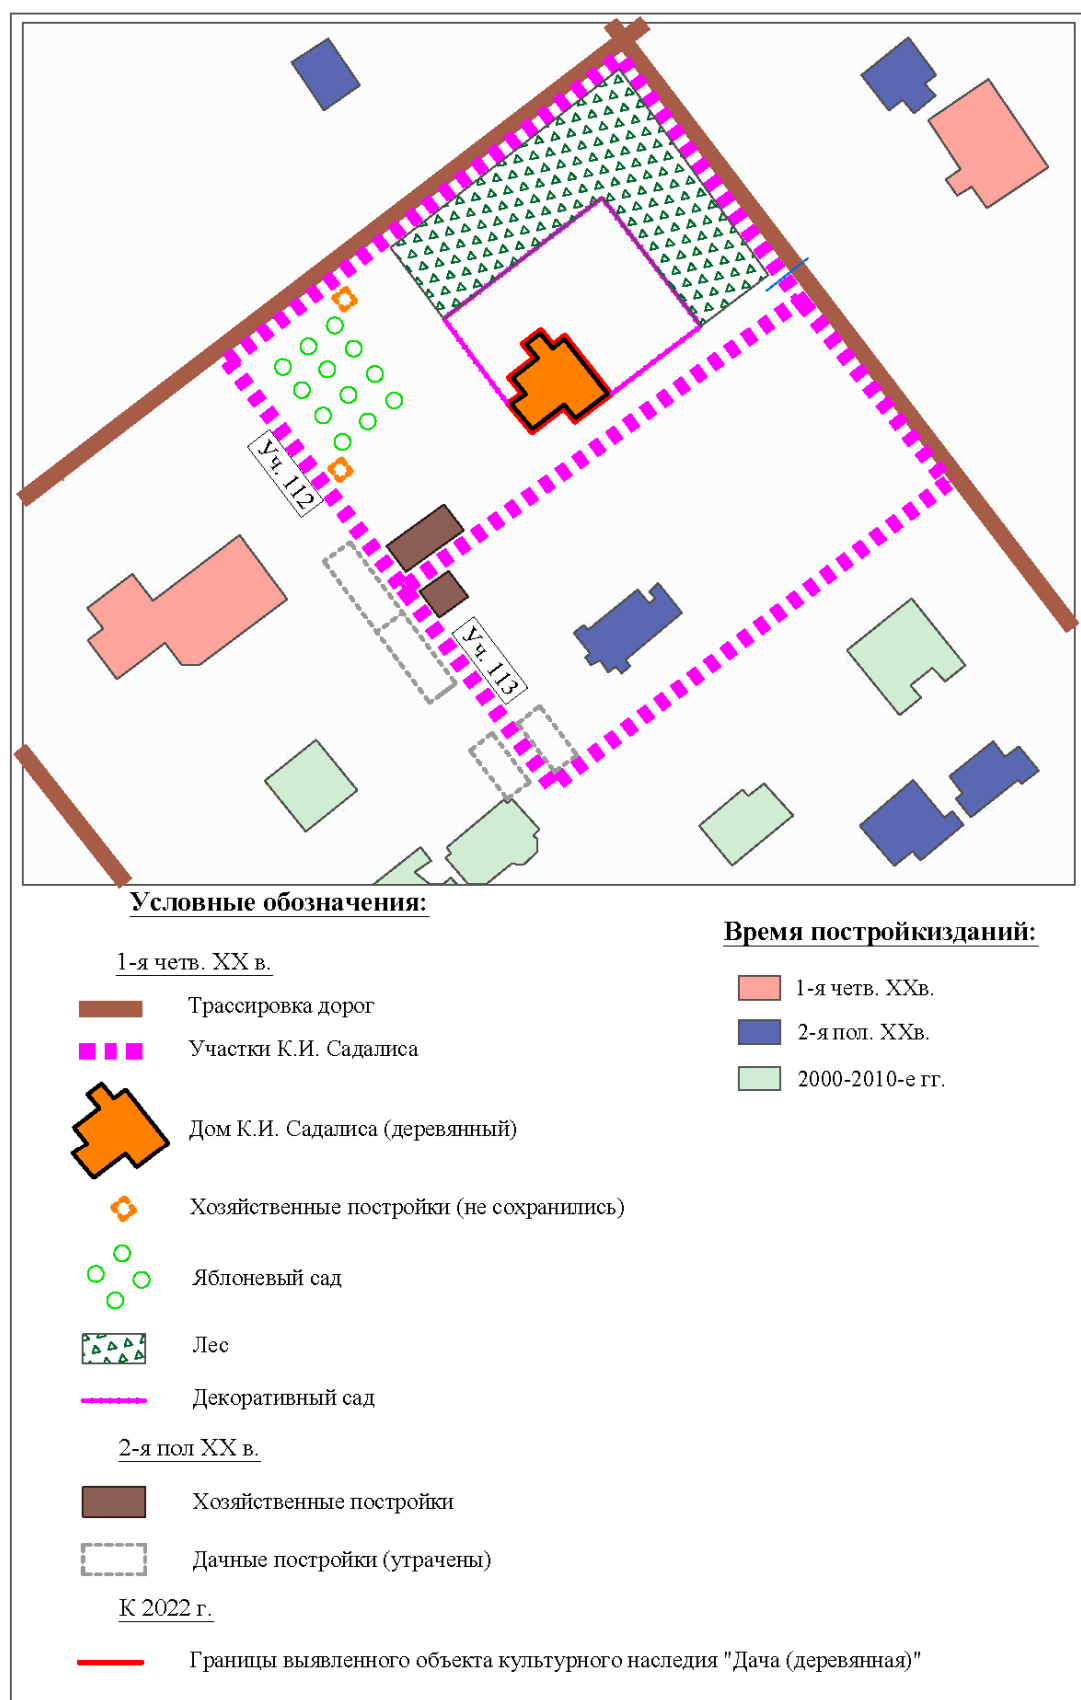 Уч. 112
Уч. 113
Условные обозначения:
1-я четв. XX в.
Трассировка дорог
Участки К.И. Садалиса
Дом К.И. Садалиса (деревянный)
Хозяйственные постройки (не сохранились)
Яблоневый сад
Лес
Декоративный сад
2-я пол XX в.
Хозяйственные постройки
Дачные постройки (утрачены)
К 2022 г.
Границы выявленного объекта культурного наследия "Дача (деревянная)"
Время постройкизданий:
1-я четв. XXв.
2-я пол. XXв.
2000-2010-е гг.